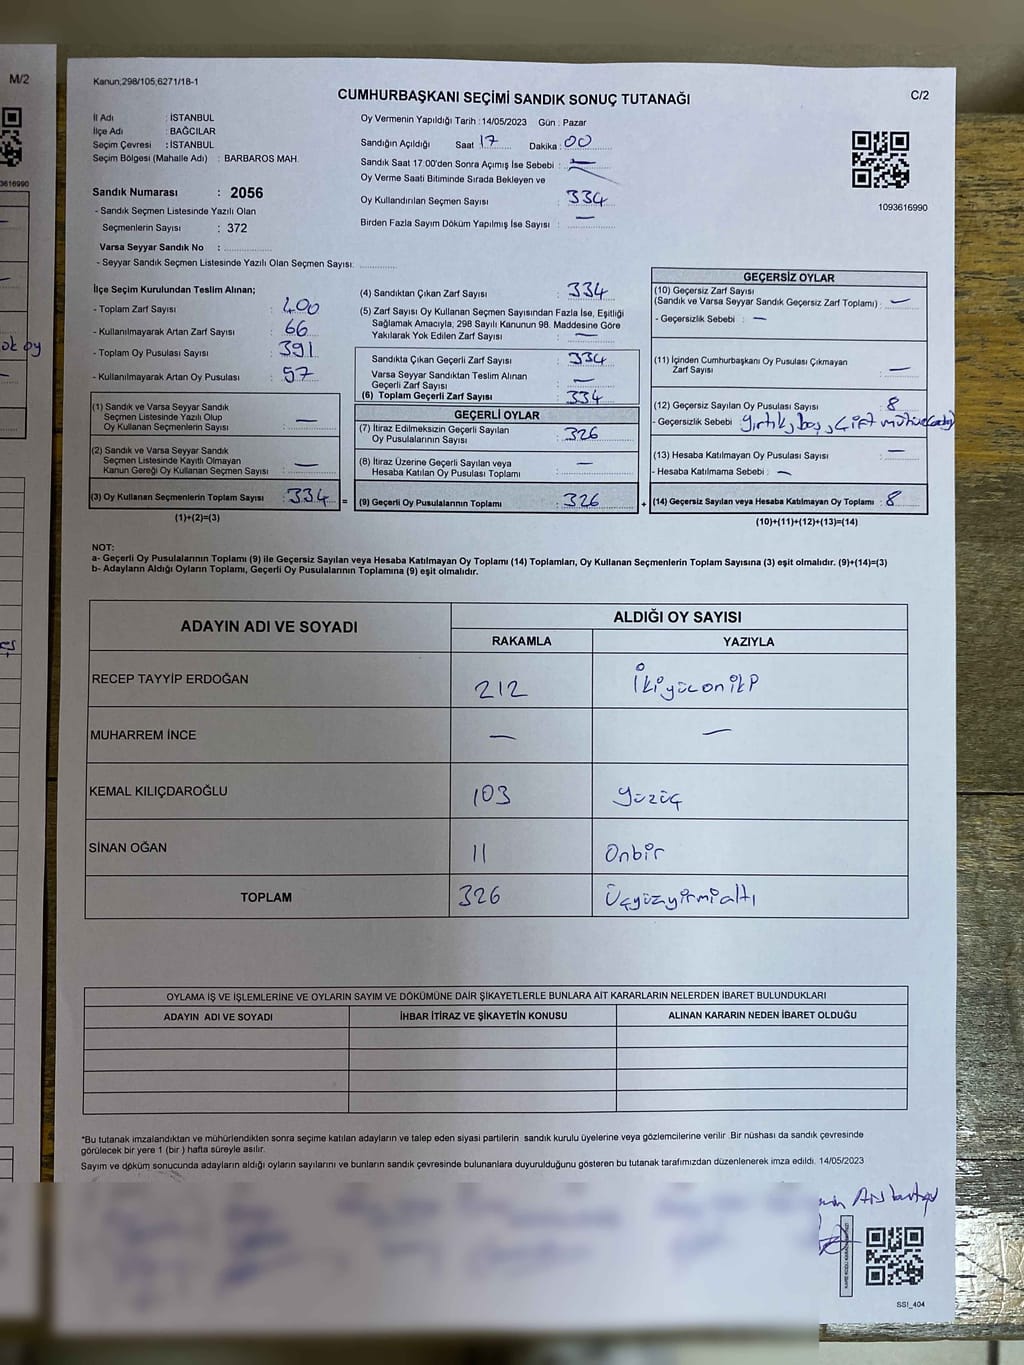 M/2
3616990
ok oy
Kanun;298/105;6271/18-1
CUMHURBAŞKANI SEÇİMİ SANDIK SONUÇ TUTANAĞI
C/2
İl Adı : İSTANBUL
İlçe Adı : BAĞCILAR
Seçim Çevresi : İSTANBUL
Seçim Bölgesi (Mahalle Adı) : BARBAROS MAH.
Sandık Numarası : 2056
- Sandık Seçmen Listesinde Yazılı Olan
Seçmenlerin Sayısı : 372
Varsa Seyyar Sandık No :
- Seyyar Sandık Seçmen Listesinde Yazılı Olan Seçmen Sayısı:
Oy Vermenin Yapıldığı Tarih : 14/05/2023 Gün : Pazar
Sandığın Açıldığı Saat 17 Dakika : 00
Sandık Saat 17:00'den Sonra Açımış İse Sebebi : —
Oy Verme Saati Bitiminde Sırada Bekleyen ve
Oy Kullandırılan Seçmen Sayısı : 334
Birden Fazla Sayım Döküm Yapılmış İse Sayısı : —
1093616990
İlçe Seçim Kurulundan Teslim Alınan;
- Toplam Zarf Sayısı : 400
- Kullanılmayarak Artan Zarf Sayısı : 66
- Toplam Oy Pusulası Sayısı : 391
- Kullanılmayarak Artan Oy Pusulası : 57
(1) Sandık ve Varsa Seyyar Sandık
Seçmen Listesinde Yazılı Olup
Oy Kullanan Seçmenlerin Sayısı : —
(2) Sandık ve Varsa Seyyar Sandık
Seçmen Listesinde Kayıtlı Olmayan
Kanun Gereği Oy Kullanan Seçmen Sayısı : —
(3) Oy Kullanan Seçmenlerin Toplam Sayısı : 334 =
(1)+(2)=(3)
(4) Sandıktan Çıkan Zarf Sayısı : 334
(5) Zarf Sayısı Oy Kullanan Seçmen Sayısından Fazla İse, Eşitliği
Sağlamak Amacıyla, 298 Sayılı Kanunun 98. Maddesine Göre
Yakılarak Yok Edilen Zarf Sayısı : —
Sandıkta Çıkan Geçerli Zarf Sayısı : 334
Varsa Seyyar Sandıktan Teslim Alınan
Geçerli Zarf Sayısı : —
(6) Toplam Geçerli Zarf Sayısı : 334
GEÇERLİ OYLAR
(7) İtiraz Edilmeksizin Geçerli Sayılan
Oy Pusulalarının Sayısı : 326
(8) İtiraz Üzerine Geçerli Sayılan veya
Hesaba Katılan Oy Pusulası Toplamı : —
(9) Geçerli Oy Pusulalarının Toplamı : 326 +
GEÇERSİZ OYLAR
(10) Geçersiz Zarf Sayısı
(Sandık ve Varsa Seyyar Sandık Geçersiz Zarf Toplamı) : —
- Geçersizlik Sebebi : —
(11) İçinden Cumhurbaşkanı Oy Pusulası Çıkmayan
Zarf Sayısı : —
(12) Geçersiz Sayılan Oy Pusulası Sayısı : 8
- Geçersizlik Sebebi Yırtık, boş, çift
(13) Hesaba Katılmayan Oy Pusulası Sayısı : —
- Hesaba Katılmama Sebebi : —
(14) Geçersiz Sayılan veya Hesaba Katılmayan Oy Toplamı : 8
(10)+(11)+(12)+(13)=(14)
NOT:
a- Geçerli Oy Pusulalarının Toplamı (9) ile Geçersiz Sayılan veya Hesaba Katılmayan Oy Toplamı (14) Toplamları, Oy Kullanan Seçmenlerin Toplam Sayısına (3) eşit olmalıdır. (9)+(14)=(3)
b- Adayların Aldığı Oyların Toplamı, Geçerli Oy Pusulalarının Toplamına (9) eşit olmalıdır.
ADAYIN ADI VE SOYADI
ALDIĞI OY SAYISI
RAKAMLA YAZIYLA
RECEP TAYYİP ERDOĞAN 212 İkiyüzoniki
MUHARREM İNCE — —
KEMAL KILIÇDAROĞLU 103 Yüzüç
SİNAN OĞAN 11 Onbir
TOPLAM 326 Üçyüzyirmialtı
OYLAMA İŞ VE İŞLEMLERİNE VE OYLARIN SAYIM VE DÖKÜMÜNE DAİR ŞİKAYETLERLE BUNLARA AİT KARARLARIN NELERDEN İBARET BULUNDUKLARI
ADAYIN ADI VE SOYADI İHBAR İTİRAZ VE ŞİKAYETİN KONUSU ALINAN KARARIN NEDEN İBARET OLDUĞU
*Bu tutanak imzalandıktan ve mühürlendikten sonra seçime katılan adayların ve talep eden siyasi partilerin sandık kurulu üyelerine veya gözlemcilerine verilir. Bir nüshası da sandık çevresinde
görülecek bir yere 1 (bir ) hafta süreyle asılır.
Sayım ve döküm sonucunda adayların aldığı oyların sayılarını ve bunların sandık çevresinde bulunanlara duyurulduğunu gösteren bu tutanak tarafımızdan düzenlenerek imza edildi. 14/05/2023
SSI_404